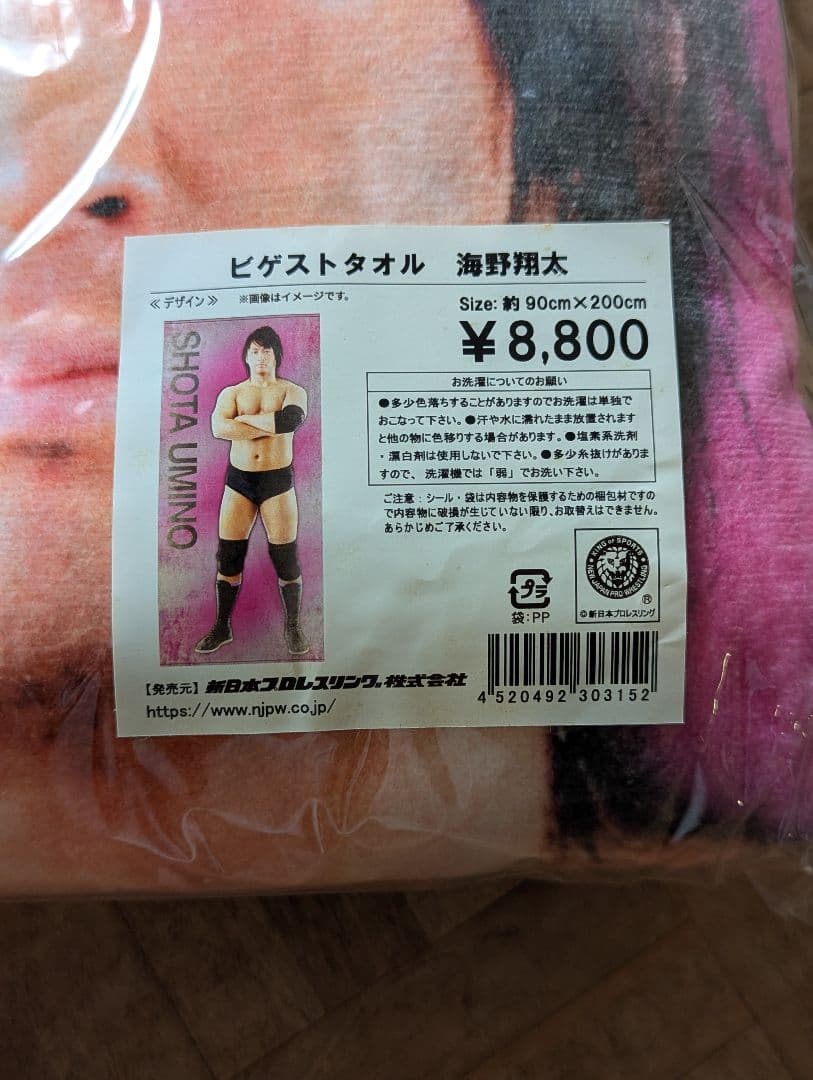 ビゲストタオル 海野翔太
≪デザイン≫ ※画像はイメージです。
Size: 約 90cm×200cm
¥8,800
SHOTA UMINO
お洗濯についてのお願い
●多少色落ちすることがありますのでお洗濯は単独で
おこなって下さい。●汗や水に濡れたまま放置されます
と他の物に色移りする場合があります。●塩素系洗剤
・漂白剤は使用しないで下さい。●多少糸抜けがありま
すので、洗濯機では「弱」でお洗い下さい。
ご注意：シール・袋は内容物を保護するための梱包材ですの
で内容物に破損が生じていない限り、お取替えはできません。
あらかじめご了承ください。
プラ
袋：PP
KING OF SPORTS
NEW JAPAN PRO-WRESTLING
®
©新日本プロレスリング
【発売元】新日本プロレスリング株式会社
https://www.njpw.co.jp/
4 520492 303152